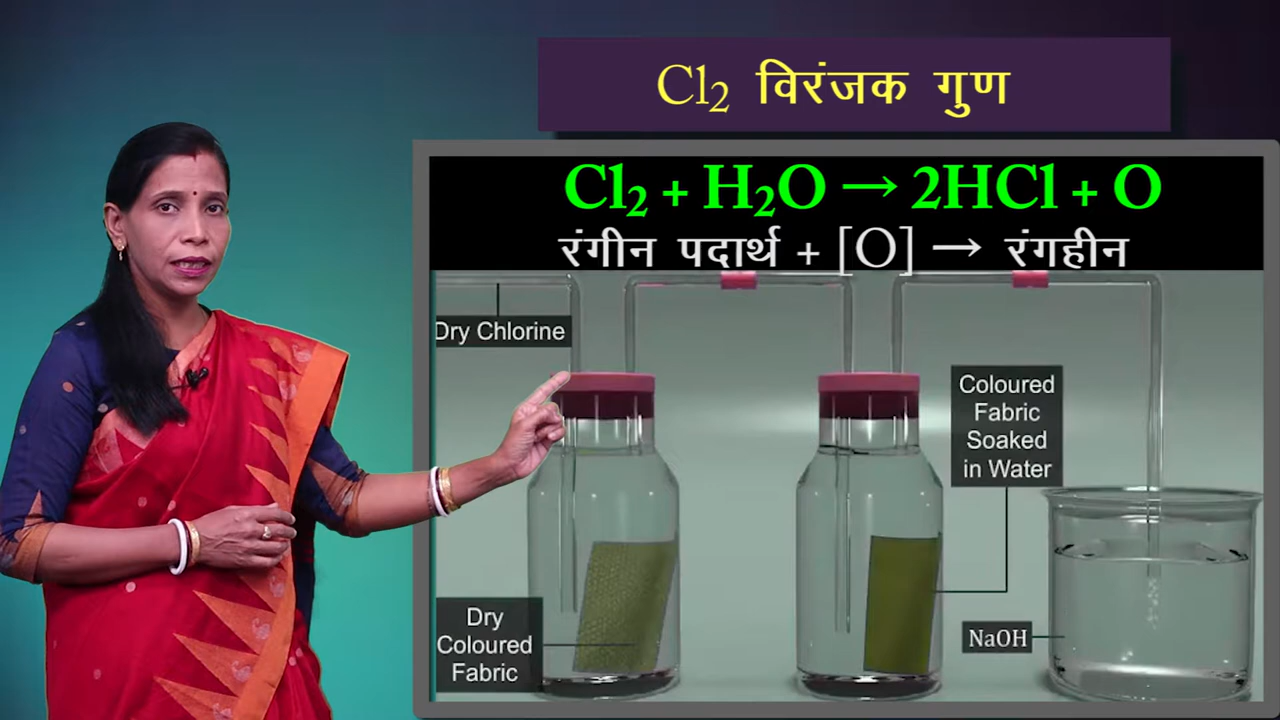 Cl₂ विरंजक गुण
Cl₂ + H₂O → 2HCl + O
रंगीन पदार्थ + [O] → रंगहीन
Dry Chlorine
Coloured
Fabric
Soaked
in Water
Dry
Coloured
Fabric
NaOH